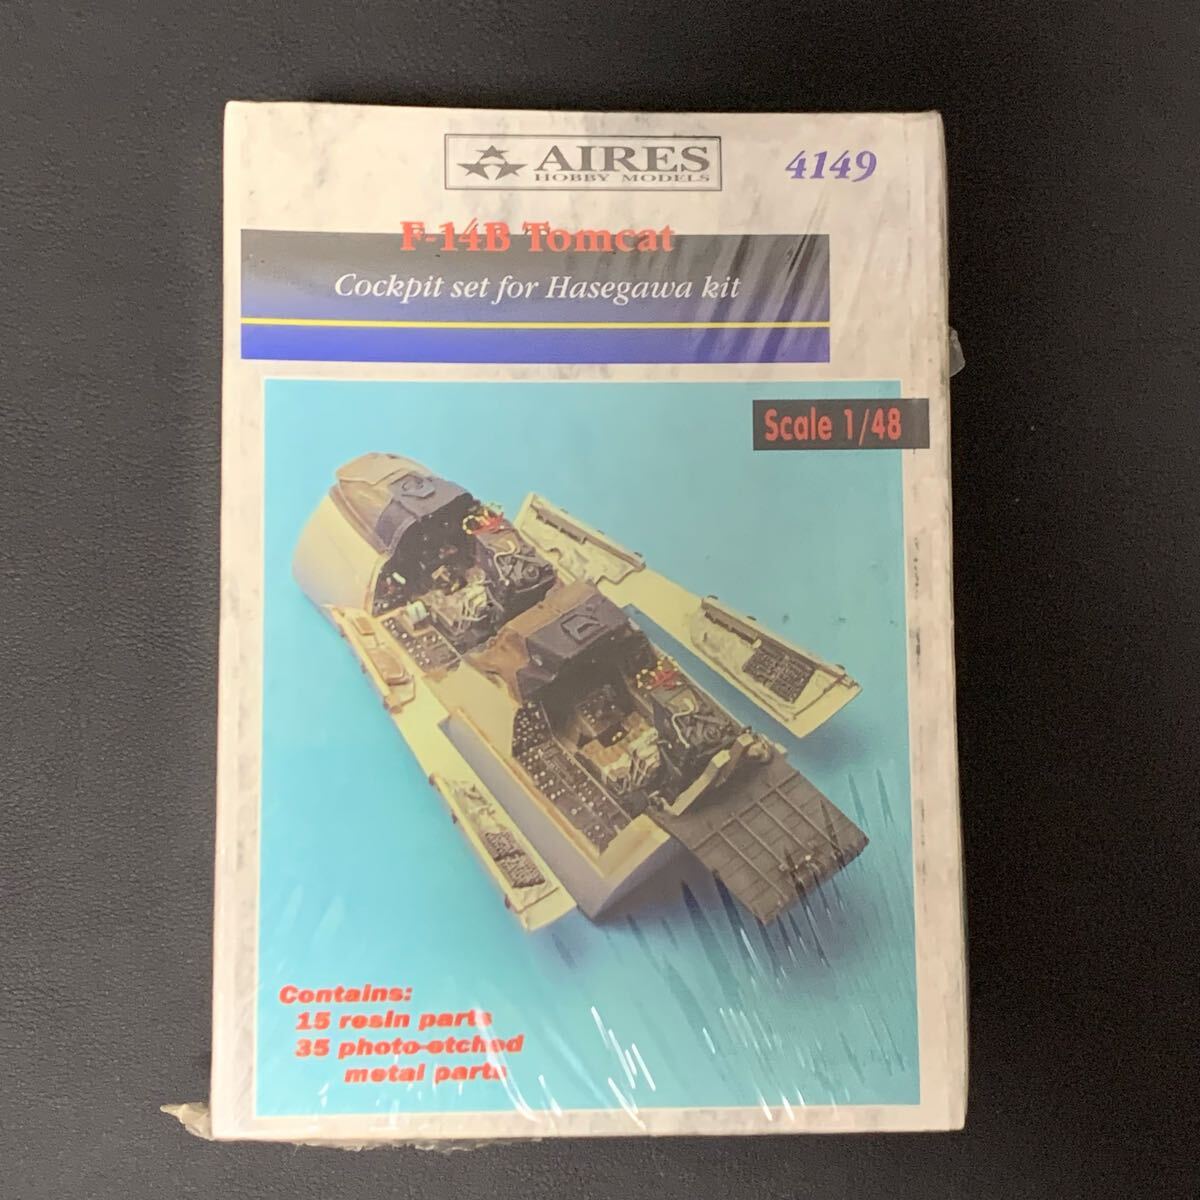 AIRES
HOBBY MODELS
4149
F-14B Tomcat
Cockpit set for Hasegawa kit
Scale 1/48
Contains:
15 resin parts
35 photo-etched
metal parts